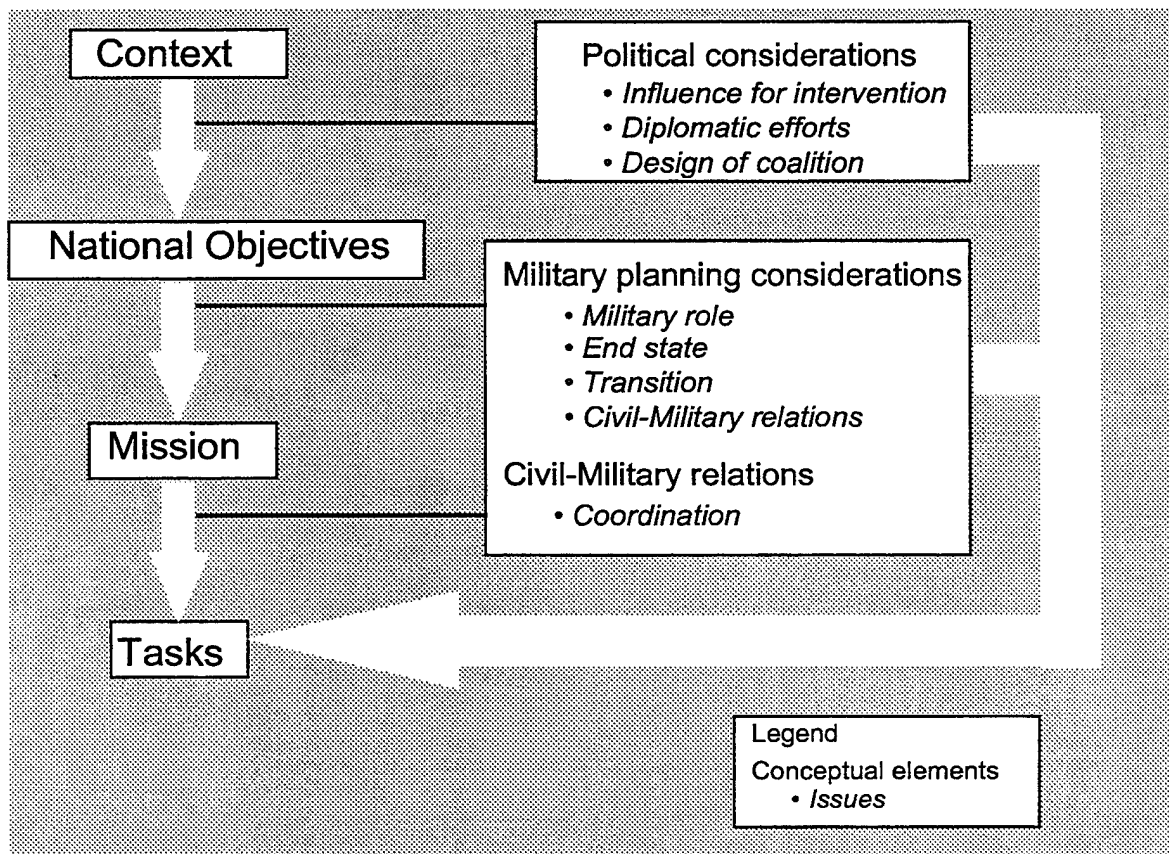 Context
Political considerations
• Influence for intervention
• Diplomatic efforts
• Design of coalition
National Objectives
Military planning considerations
• Military role
• End state
• Transition
• Civil-Military relations
Mission
Civil-Military relations
• Coordination
Tasks
Legend
Conceptual elements
• Issues